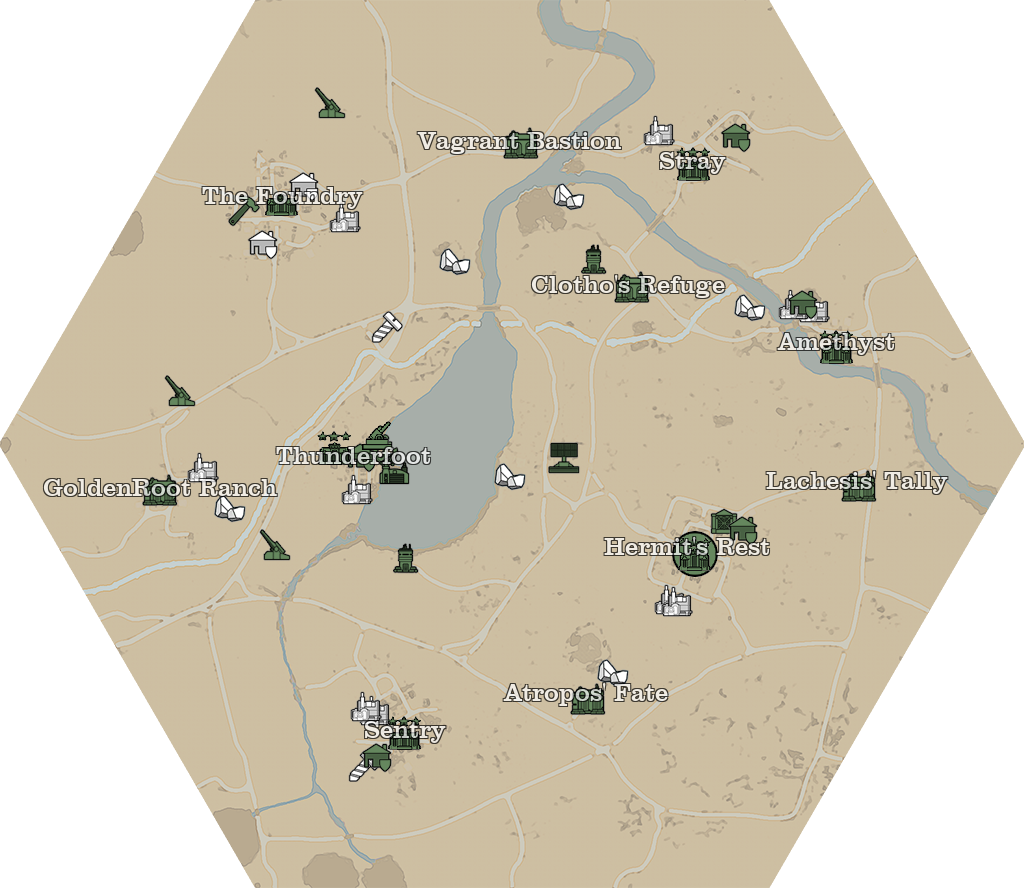 Vagrant Bastion
Stray
The Foundry
Clotho's Refuge
Amethyst
Thunderfoot
GoldenRoot Ranch
Lachesis Tally
Hermit's Rest
Atropos Fate
Sentry